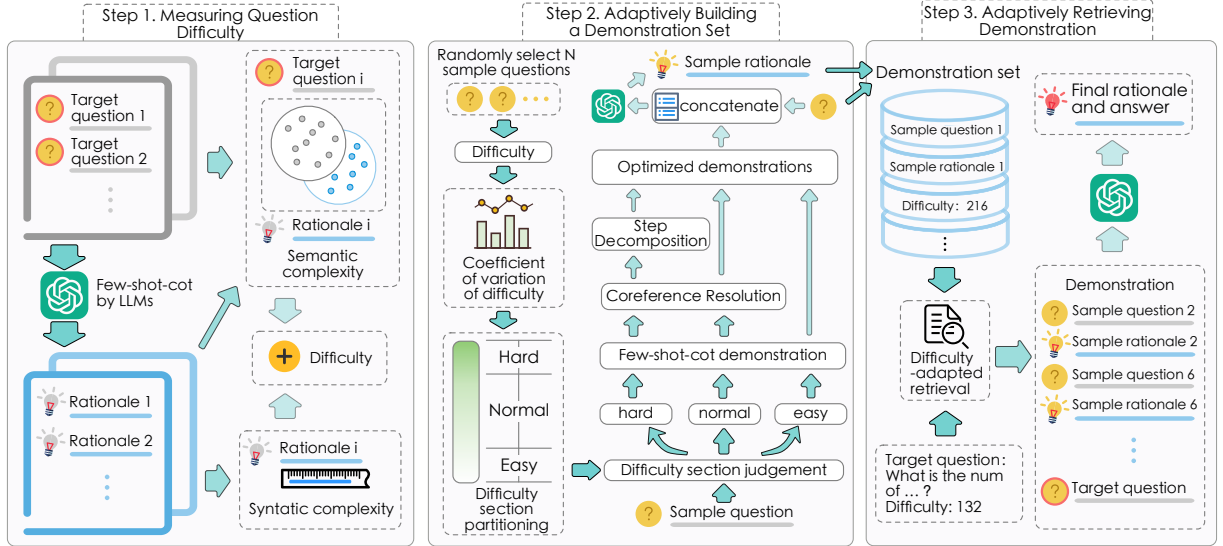 Step 1. Measuring Question
Difficulty
Target
question 1
Target
question 2
Few-shot-cot
by LLMs
Rationale 1
Rationale 2
Target
question i
Rationale i
Semantic
complexity
Difficulty
Rationale i
Syntatic complexity
Step 2. Adaptively Building
a Demonstration Set
Randomly select N
sample questions
Difficulty
Coefficient
of variation
of difficulty
Hard
Normal
Easy
Difficulty
section
partitioning
Sample rationale
concatenate
Optimized demonstrations
Step
Decomposition
Coreference Resolution
Few-shot-cot demonstration
hard
normal
easy
Difficulty section judgement
Sample question
Step 3. Adaptively Retrieving
Demonstration
Demonstration set
Sample question 1
Sample rationale 1
Difficulty: 216
Difficulty
-adapted
retrieval
Target question:
What is the num
of ... ?
Difficulty: 132
Final rationale
and answer
Demonstration
Sample question 2
Sample rationale 2
Sample question 6
Sample rationale 6
Target question